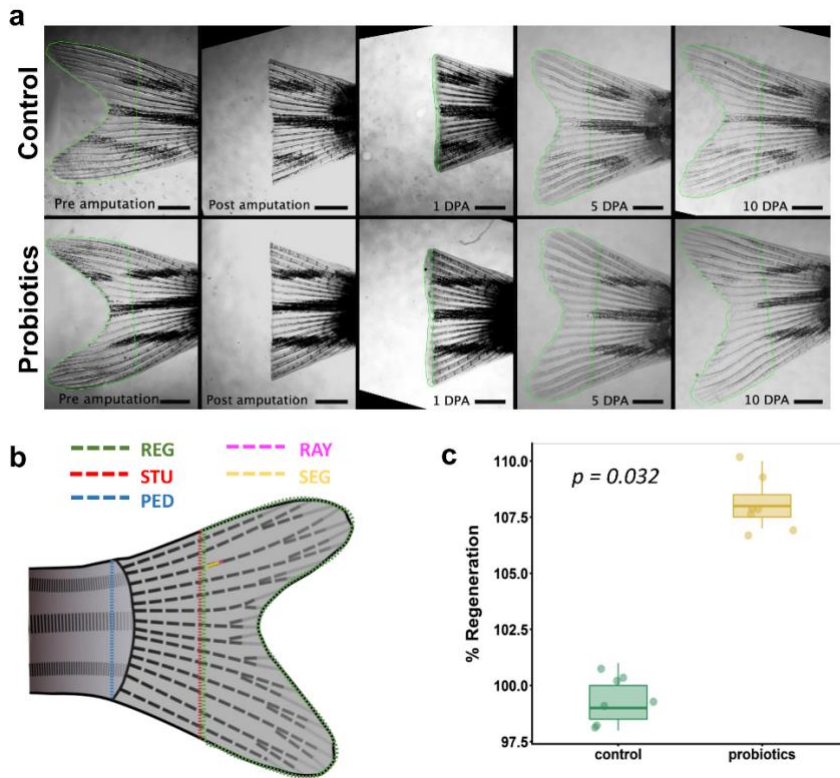 a
Control
Pre amputation
Post amputation
1 DPA
5 DPA
10 DPA
Probiotics
Pre amputation
Post amputation
1 DPA
5 DPA
10 DPA
b
REG
RAY
STU
SEG
PED
c
p = 0.032
% Regeneration
110.0
107.5
105.0
102.5
100.0
97.5
control
probiotics